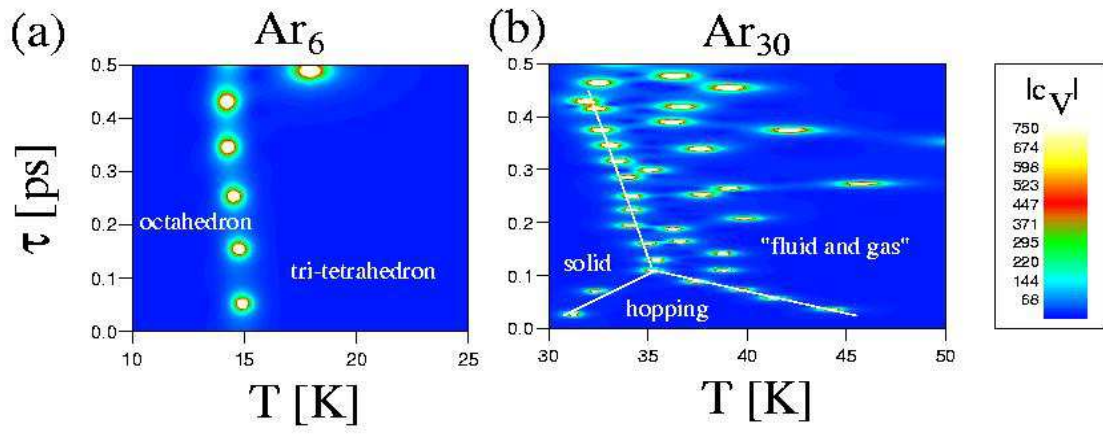 (a) Ar6
(b) Ar30
τ [ps]
0.5
0.4
0.3
0.2
0.1
0.0
octahedron
tri-tetrahedron
10 15 20 25
T [K]
0.5
0.4
0.3
0.2
0.1
0.0
solid
hopping
"fluid and gas"
30 35 40 45 50
T [K]
|cV|
750
674
596
523
447
371
295
220
144
66